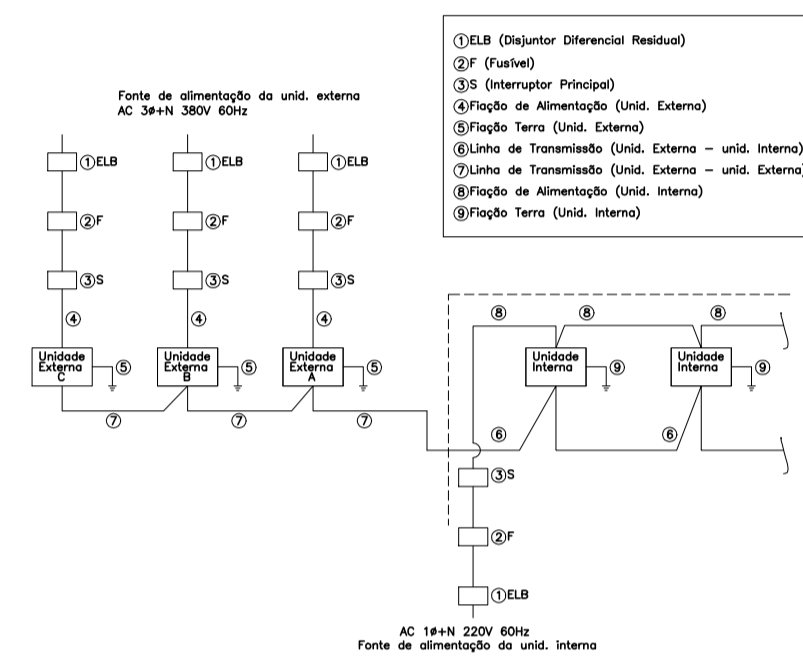 ①ELB (Disjuntor Diferencial Residual)
②F (Fusível)
③S (Interruptor Principal)
④Fiação de Alimentação (Unid. Externa)
⑤Fiação Terra (Unid. Externa)
⑥Linha de Transmissão (Unid. Externa – unid. Interna)
⑦Linha de Transmissão (Unid. Externa – unid. Externa)
⑧Fiação de Alimentação (Unid. Interna)
⑨Fiação Terra (Unid. Interna)
Fonte de alimentação da unid. externa
AC 3ø+N 380V 60Hz
①ELB ①ELB ①ELB
②F ②F ②F
③S ③S ③S
④ ④ ④
⑧ ⑧ ⑧
Unidade Externa C ⑤
Unidade Externa B ⑤
Unidade Externa A ⑤
Unidade Interna ⑨
Unidade Interna ⑨
⑦ ⑦ ⑦
⑥ ⑥
③S
②F
①ELB
AC 1ø+N 220V 60Hz
Fonte de alimentação da unid. interna